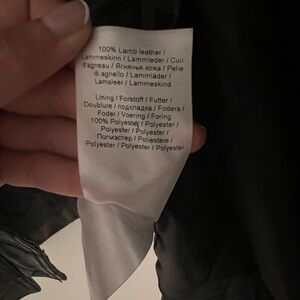 100% Lamb leather /
Lammeskinn / Lammleder / Cuir
d'agneau / Ягнячья кожа / Pelle
di agnello / Lammläder /
Lamsleer / Lammeskind
Lining / Forstoff / Futter /
Doublure / подкладка / Fodera /
Foder / Voering / Foring
100% Polyester / Polyester /
Polyester / Polyester /
Полиэстер / Poliestere /
Polyester / Polyester / Polyester